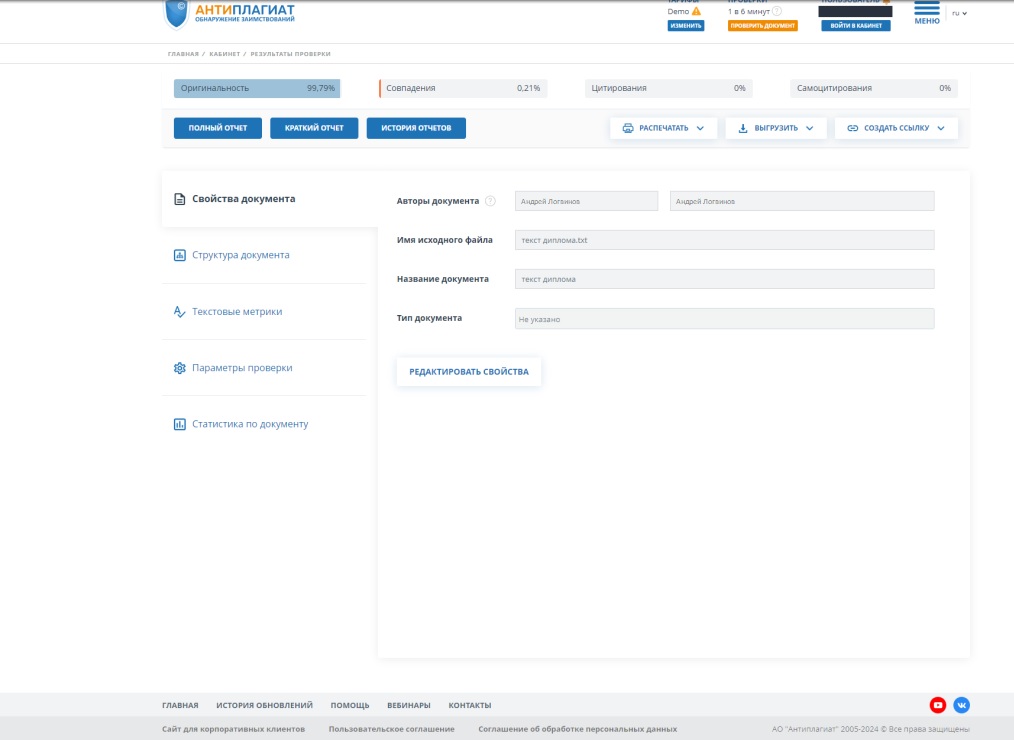 АНТИПЛАГИАТ
ОБНАРУЖЕНИЕ ЗАИМСТВОВАНИЙ
Demo
1 в 6 минут ?
ИЗМЕНИТЬ
ПРОВЕРИТЬ ДОКУМЕНТ
ВОЙТИ В КАБИНЕТ
МЕНЮ
ru
ГЛАВНАЯ / КАБИНЕТ / РЕЗУЛЬТАТЫ ПРОВЕРКИ
Оригинальность 99,79% Совпадения 0,21% Цитирования 0% Самоцитирования 0%
ПОЛНЫЙ ОТЧЕТ КРАТКИЙ ОТЧЕТ ИСТОРИЯ ОТЧЕТОВ РАСПЕЧАТАТЬ ВЫГРУЗИТЬ СОЗДАТЬ ССЫЛКУ
Свойства документа
Структура документа
Текстовые метрики
Параметры проверки
Статистика по документу
Авторы документа ? Андрей Логвинов Андрей Логвинов
Имя исходного файла текст диплома.txt
Название документа текст диплома
Тип документа Не указано
РЕДАКТИРОВАТЬ СВОЙСТВА
ГЛАВНАЯ ИСТОРИЯ ОБНОВЛЕНИЙ ПОМОЩЬ ВЕБИНАРЫ КОНТАКТЫ
Сайт для корпоративных клиентов Пользовательское соглашение Соглашение об обработке персональных данных АО "Антиплагиат" 2005-2024 © Все права защищены